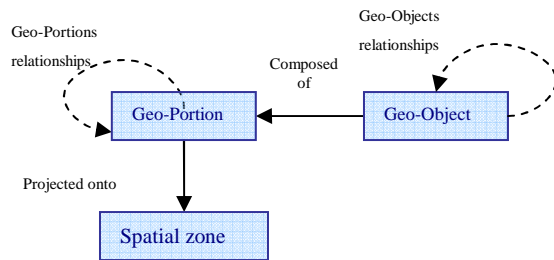 Geo-Portions
relationships
Geo-Objects
relationships
Composed
of
Geo-Portion
Geo-Object
Projected onto
Spatial zone